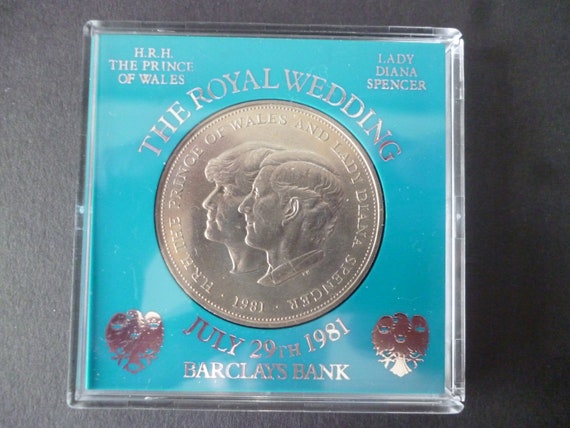 H.R.H.
THE PRINCE
OF WALES
LADY
DIANA
SPENCER
THE ROYAL WEDDING
H.R.H. THE PRINCE OF WALES AND LADY DIANA SPENCER
· 1981 ·
JULY 29TH 1981
BARCLAYS BANK